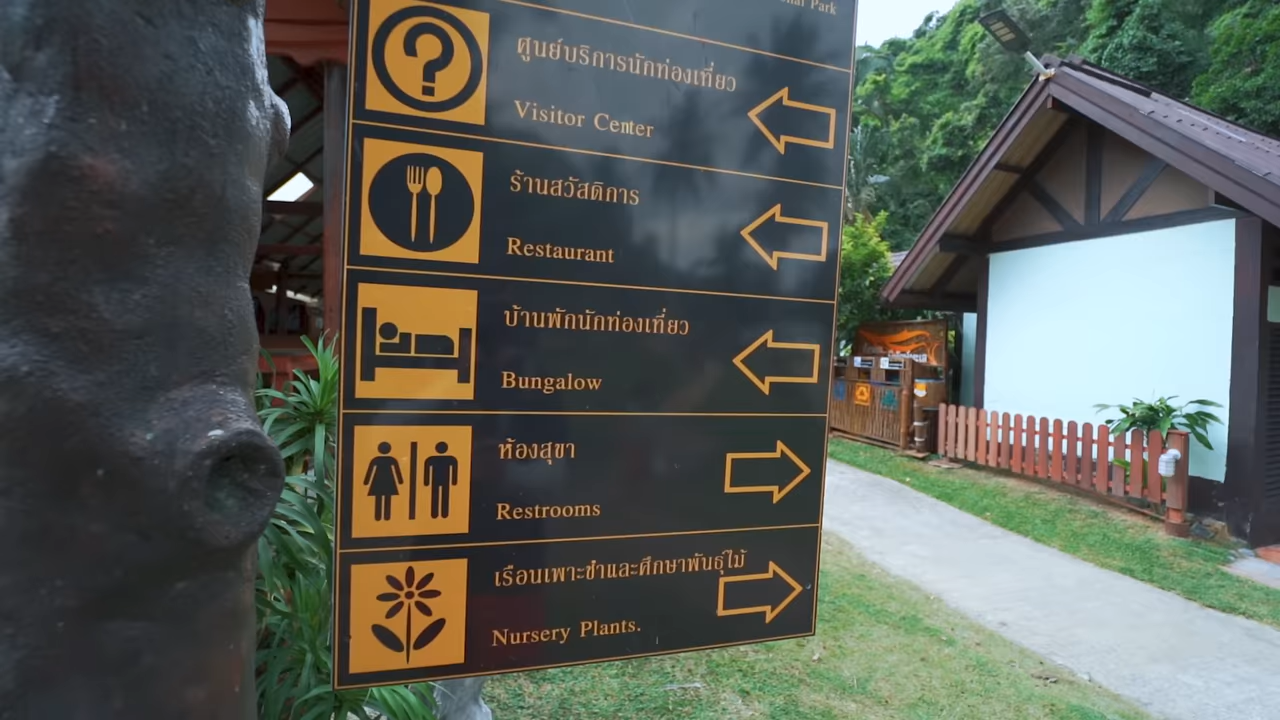 Park
ศูนย์บริการนักท่องเที่ยว
Visitor Center
ร้านสวัสดิการ
Restaurant
บ้านพักนักท่องเที่ยว
Bungalow
ห้องสุขา
Restrooms
เรือนเพาะชำและศึกษาพันธุ์ไม้
Nursery Plants.